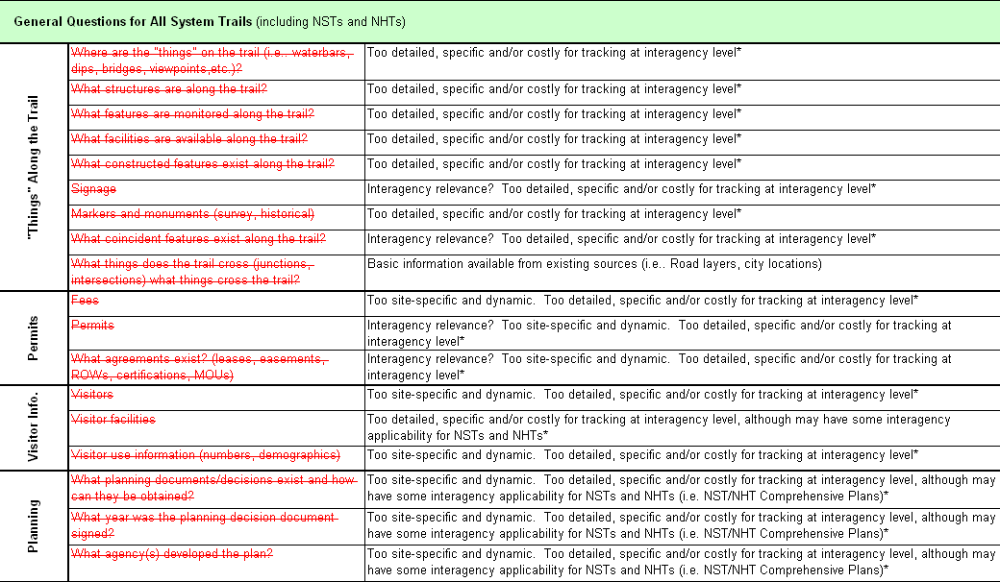 General Questions for All System Trails (including NSTs and NHTs)
"Things" Along the Trail
Where are the "things" on the trail (i.e.. waterbars,
dips, bridges, viewpoints,etc.)?
Too detailed, specific and/or costly for tracking at interagency level*
What structures are along the trail?
Too detailed, specific and/or costly for tracking at interagency level*
What features are monitored along the trail?
Too detailed, specific and/or costly for tracking at interagency level*
What facilities are available along the trail?
Too detailed, specific and/or costly for tracking at interagency level*
What constructed features exist along the trail?
Too detailed, specific and/or costly for tracking at interagency level*
Signage
Interagency relevance?  Too detailed, specific and/or costly for tracking at interagency level*
Markers and monuments (survey, historical)
Too detailed, specific and/or costly for tracking at interagency level*
What coincident features exist along the trail?
Interagency relevance?  Too detailed, specific and/or costly for tracking at interagency level*
What things does the trail cross (junctions,
intersections) what things cross the trail?
Basic information available from existing sources (i.e.. Road layers, city locations)
Permits
Fees
Too site-specific and dynamic.  Too detailed, specific and/or costly for tracking at interagency level*
Permits
Interagency relevance?  Too site-specific and dynamic.  Too detailed, specific and/or costly for tracking at
interagency level*
What agreements exist? (leases, easements,
ROWs, certifications, MOUs)
Interagency relevance?  Too site-specific and dynamic.  Too detailed, specific and/or costly for tracking at
interagency level*
Visitor Info.
Visitors
Too site-specific and dynamic.  Too detailed, specific and/or costly for tracking at interagency level*
Visitor facilities
Too detailed, specific and/or costly for tracking at interagency level, although may have some interagency
applicability for NSTs and NHTs*
Visitor use information (numbers, demographics)
Too site-specific and dynamic.  Too detailed, specific and/or costly for tracking at interagency level*
Planning
What planning documents/decisions exist and how
can they be obtained?
Too site-specific and dynamic.  Too detailed, specific and/or costly for tracking at interagency level, although may
have some interagency applicability for NSTs and NHTs (i.e. NST/NHT Comprehensive Plans)*
What year was the planning decision document
signed?
Too site-specific and dynamic.  Too detailed, specific and/or costly for tracking at interagency level, although may
have some interagency applicability for NSTs and NHTs (i.e. NST/NHT Comprehensive Plans)*
What agency(s) developed the plan?
Too site-specific and dynamic.  Too detailed, specific and/or costly for tracking at interagency level, although may
have some interagency applicability for NSTs and NHTs (i.e. NST/NHT Comprehensive Plans)*